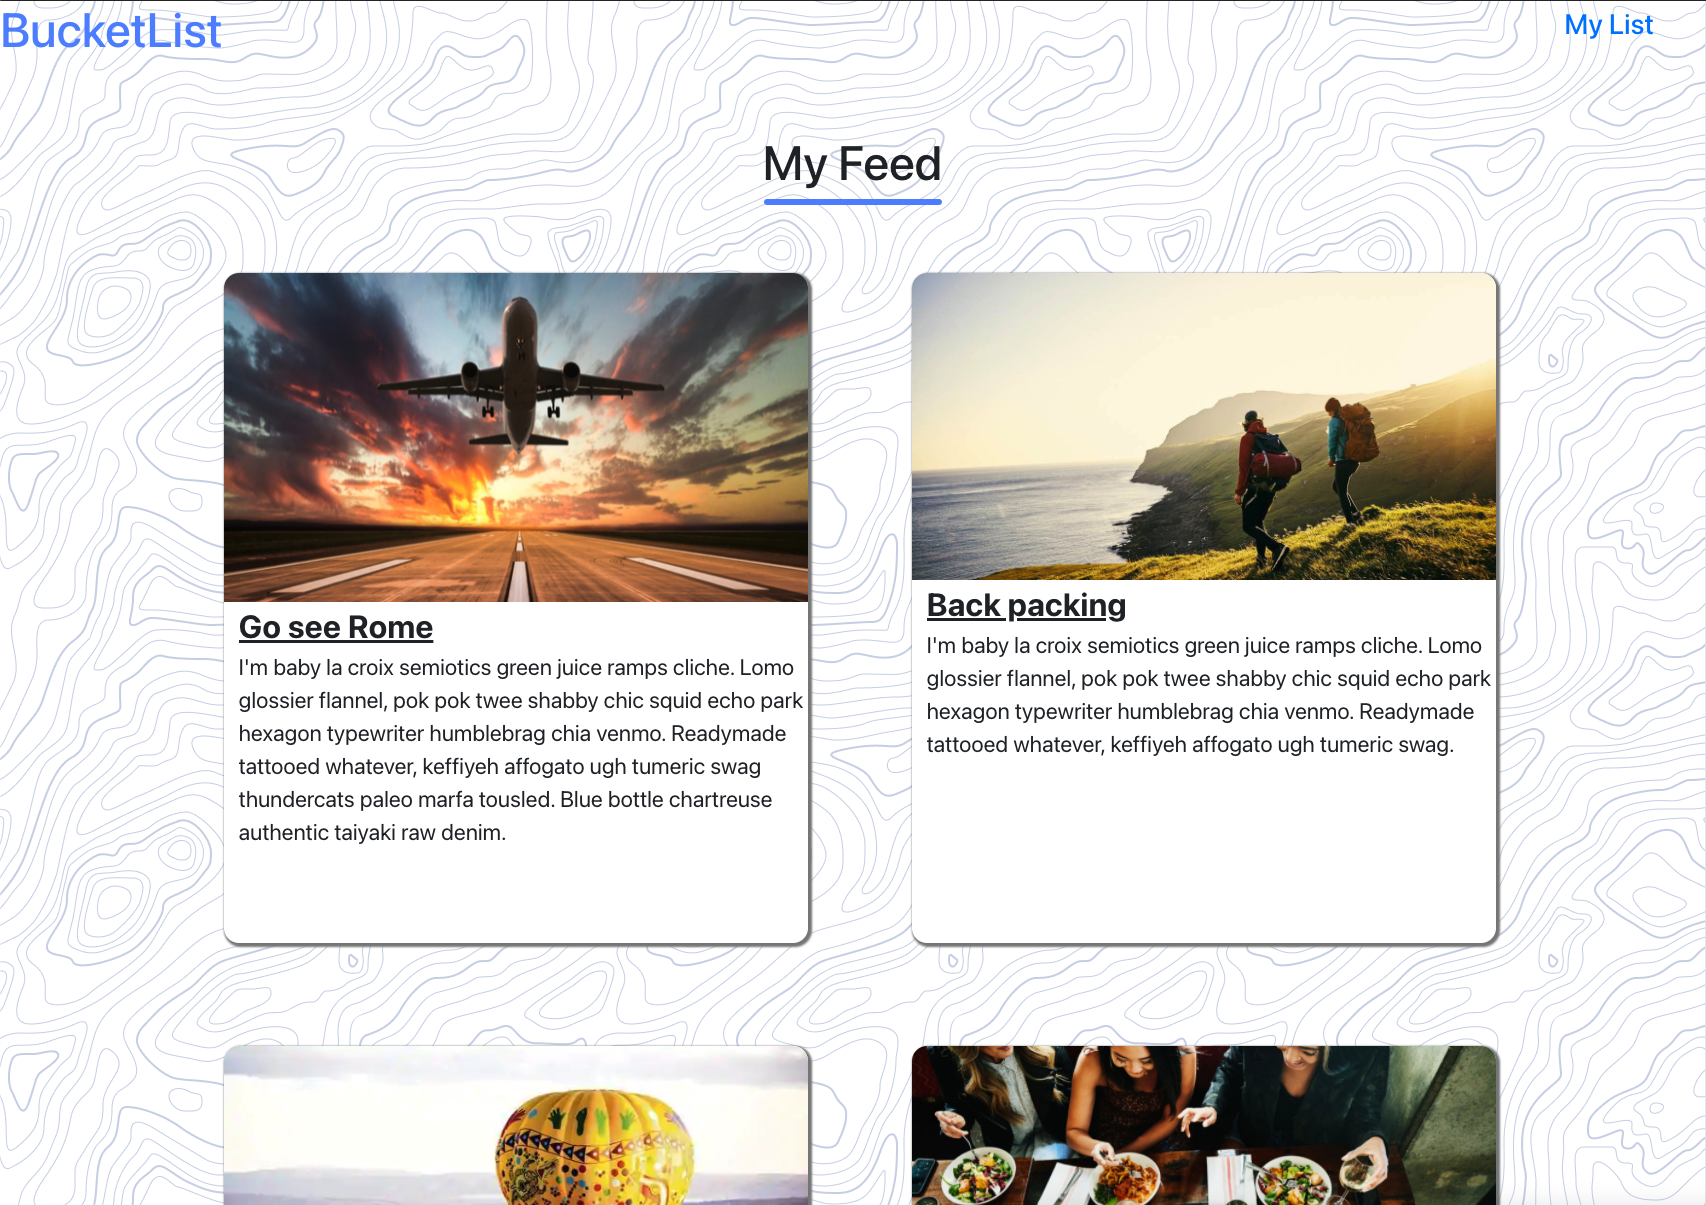 BucketList
My List
My Feed
Go see Rome
I'm baby la croix semiotics green juice ramps cliche. Lomo
glossier flannel, pok pok twee shabby chic squid echo park
hexagon typewriter humblebrag chia venmo. Readymade
tattooed whatever, keffiyeh affogato ugh tumeric swag
thundercats paleo marfa tousled. Blue bottle chartreuse
authentic taiyaki raw denim.
Back packing
I'm baby la croix semiotics green juice ramps cliche. Lomo
glossier flannel, pok pok twee shabby chic squid echo park
hexagon typewriter humblebrag chia venmo. Readymade
tattooed whatever, keffiyeh affogato ugh tumeric swag.